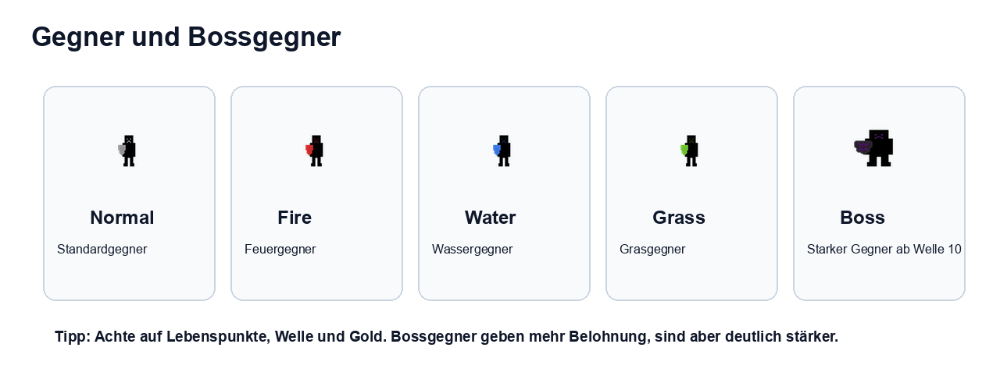 Gegner und Bossgegner
Normal
Standardgegner
Fire
Feuergegner
Water
Wassergegner
Grass
Grasgegner
Boss
Starker Gegner ab Welle 10
Tipp: Achte auf Lebenspunkte, Welle und Gold. Bossgegner geben mehr Belohnung, sind aber deutlich stärker.